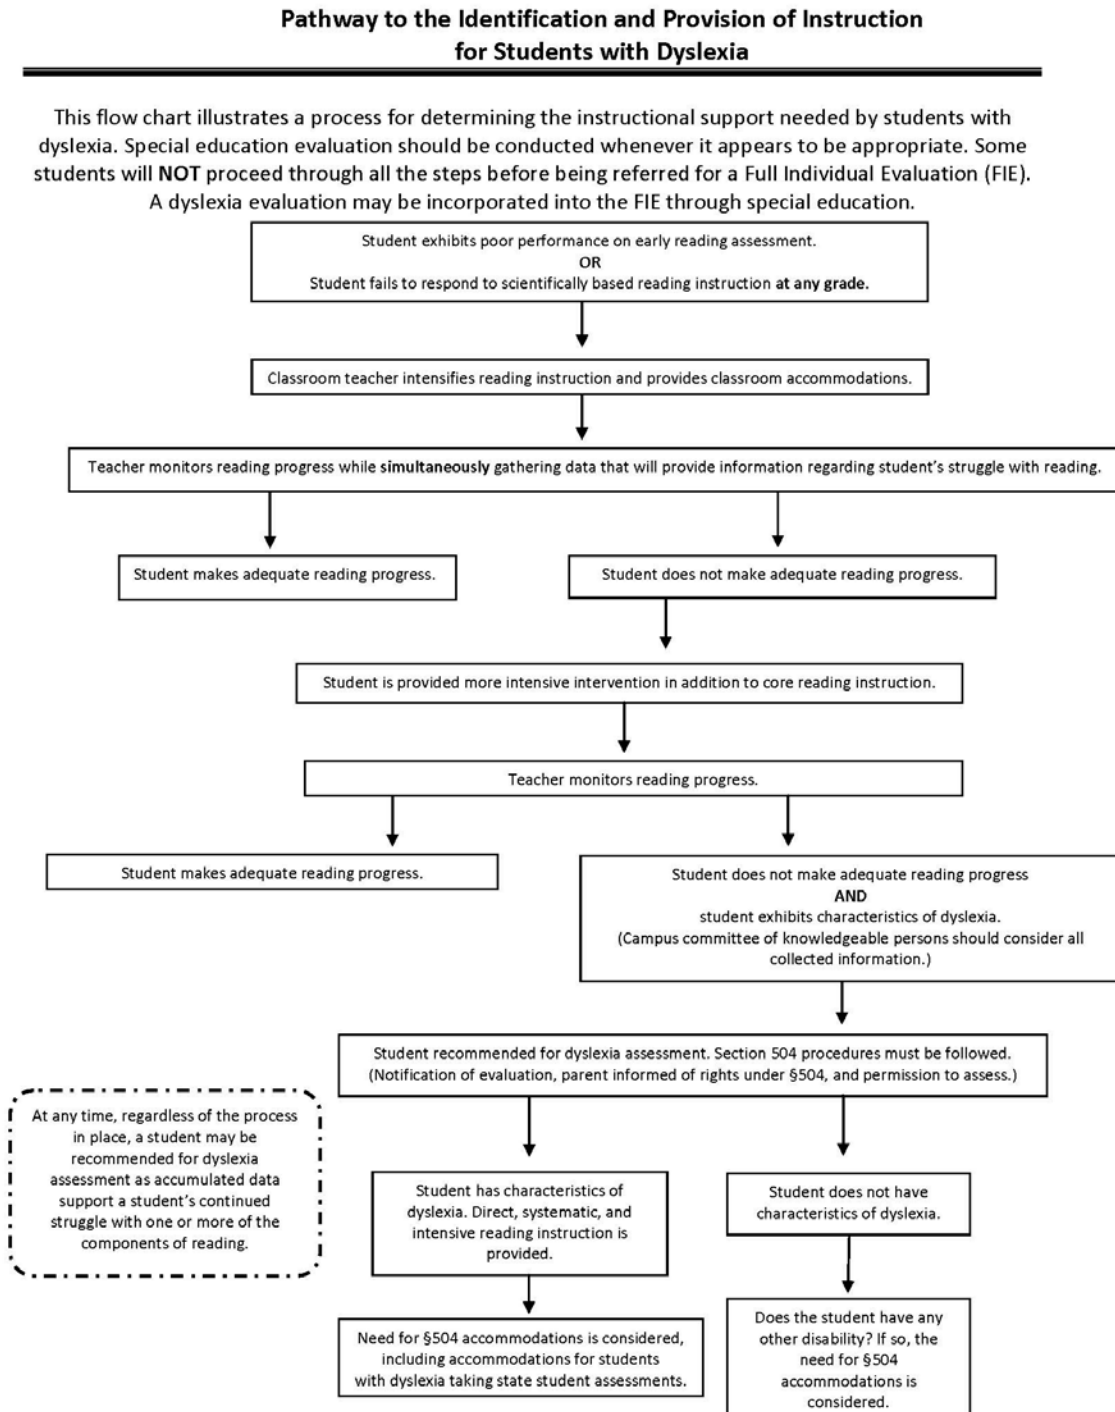 Pathway to the Identification and Provision of Instruction
for Students with Dyslexia
This flow chart illustrates a process for determining the instructional support needed by students with
dyslexia. Special education evaluation should be conducted whenever it appears to be appropriate. Some
students will NOT proceed through all the steps before being referred for a Full Individual Evaluation (FIE).
A dyslexia evaluation may be incorporated into the FIE through special education.
Student exhibits poor performance on early reading assessment.
OR
Student fails to respond to scientifically based reading instruction at any grade.
Classroom teacher intensifies reading instruction and provides classroom accommodations.
Teacher monitors reading progress while simultaneously gathering data that will provide information regarding student's struggle with reading.
Student makes adequate reading progress.
Student does not make adequate reading progress.
Student is provided more intensive intervention in addition to core reading instruction.
Teacher monitors reading progress.
Student makes adequate reading progress.
Student does not make adequate reading progress
AND
student exhibits characteristics of dyslexia.
(Campus committee of knowledgeable persons should consider all
collected information.)
Student recommended for dyslexia assessment. Section 504 procedures must be followed.
(Notification of evaluation, parent informed of rights under §504, and permission to assess.)
At any time, regardless of the process
in place, a student may be
recommended for dyslexia
assessment as accumulated data
support a student's continued
struggle with one or more of the
components of reading.
Student has characteristics of
dyslexia. Direct, systematic, and
intensive reading instruction is
provided.
Student does not have
characteristics of dyslexia.
Need for §504 accommodations is considered,
including accommodations for students
with dyslexia taking state student assessments.
Does the student have any
other disability? If so, the
need for §504
accommodations is
considered.